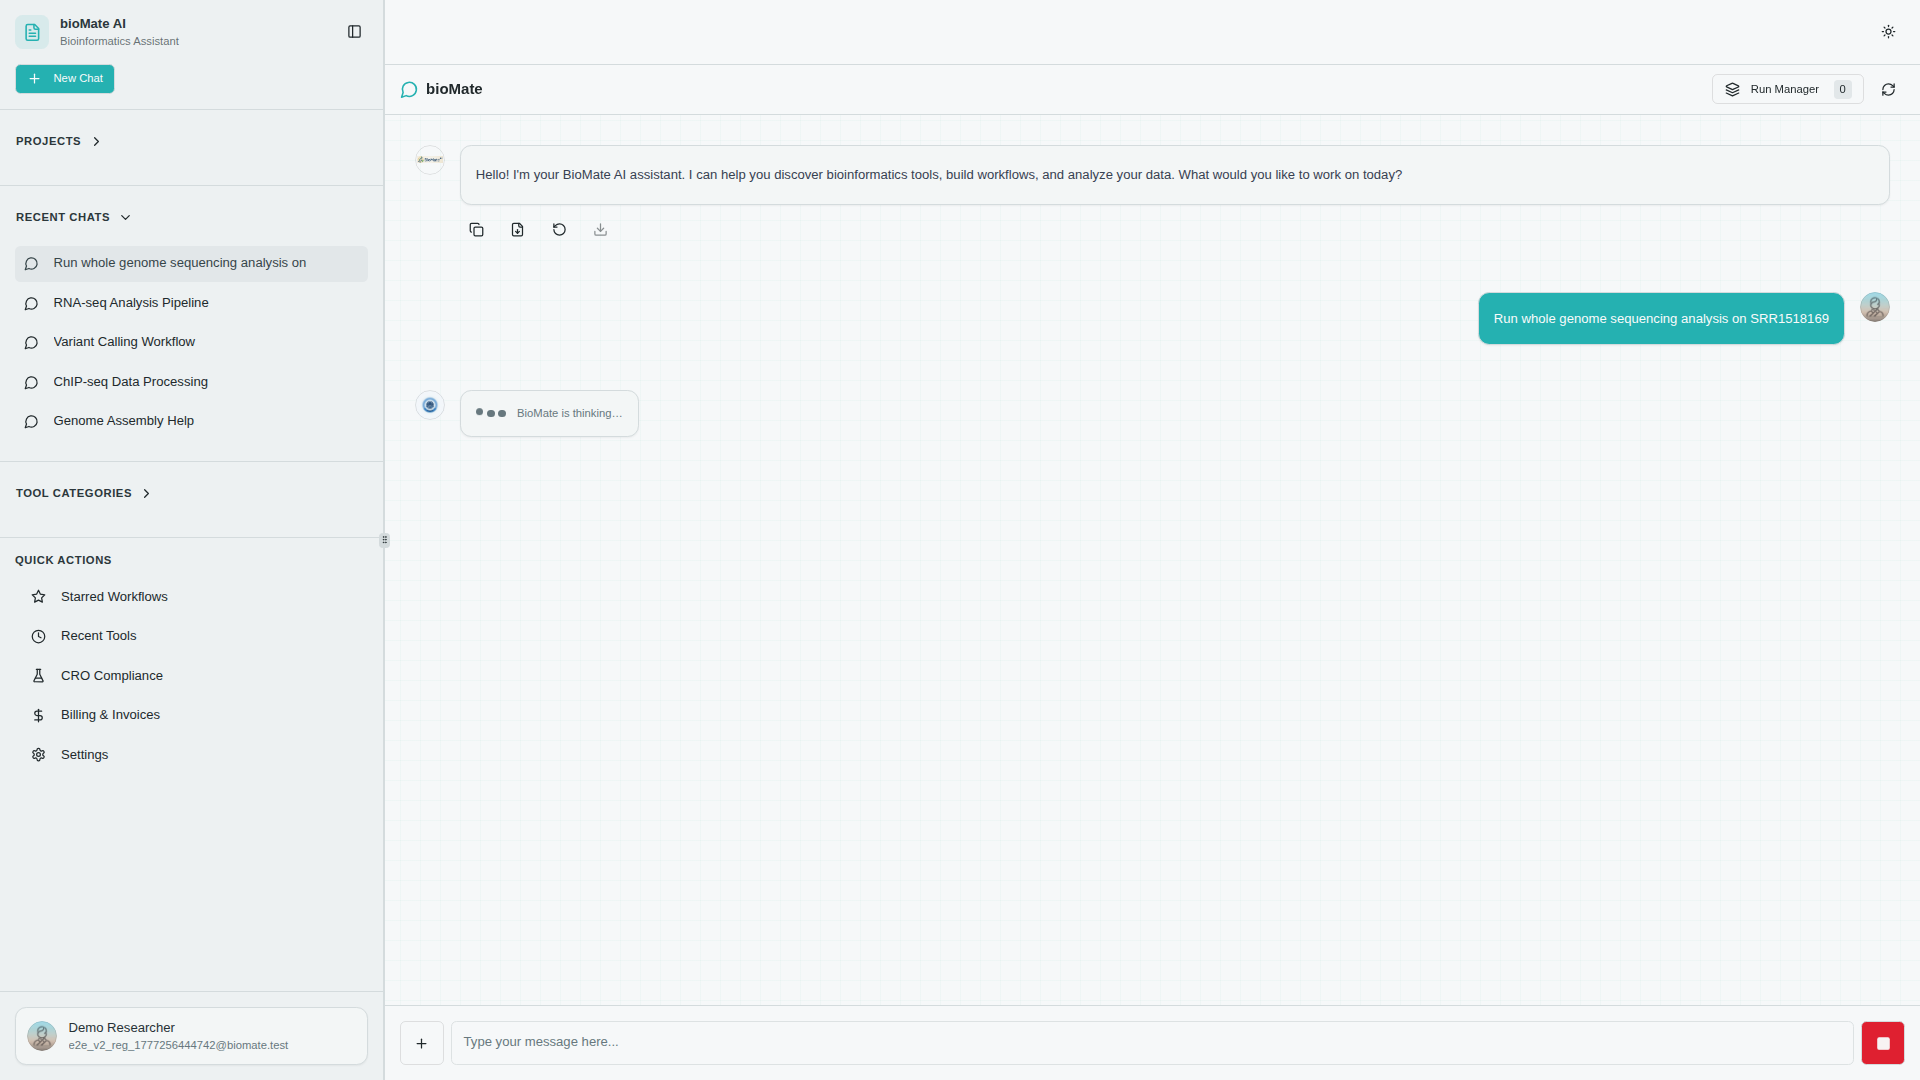 bioMate AI
Bioinformatics Assistant
New Chat
PROJECTS
RECENT CHATS
Run whole genome sequencing analysis on
RNA-seq Analysis Pipeline
Variant Calling Workflow
ChIP-seq Data Processing
Genome Assembly Help
TOOL CATEGORIES
QUICK ACTIONS
Starred Workflows
Recent Tools
CRO Compliance
Billing & Invoices
Settings
Demo Researcher
e2e_v2_reg_1777256444742@biomate.test
bioMate
Run Manager 0
Hello! I'm your BioMate AI assistant. I can help you discover bioinformatics tools, build workflows, and analyze your data. What would you like to work on today?
Run whole genome sequencing analysis on SRR1518169
BioMate is thinking...
Type your message here...